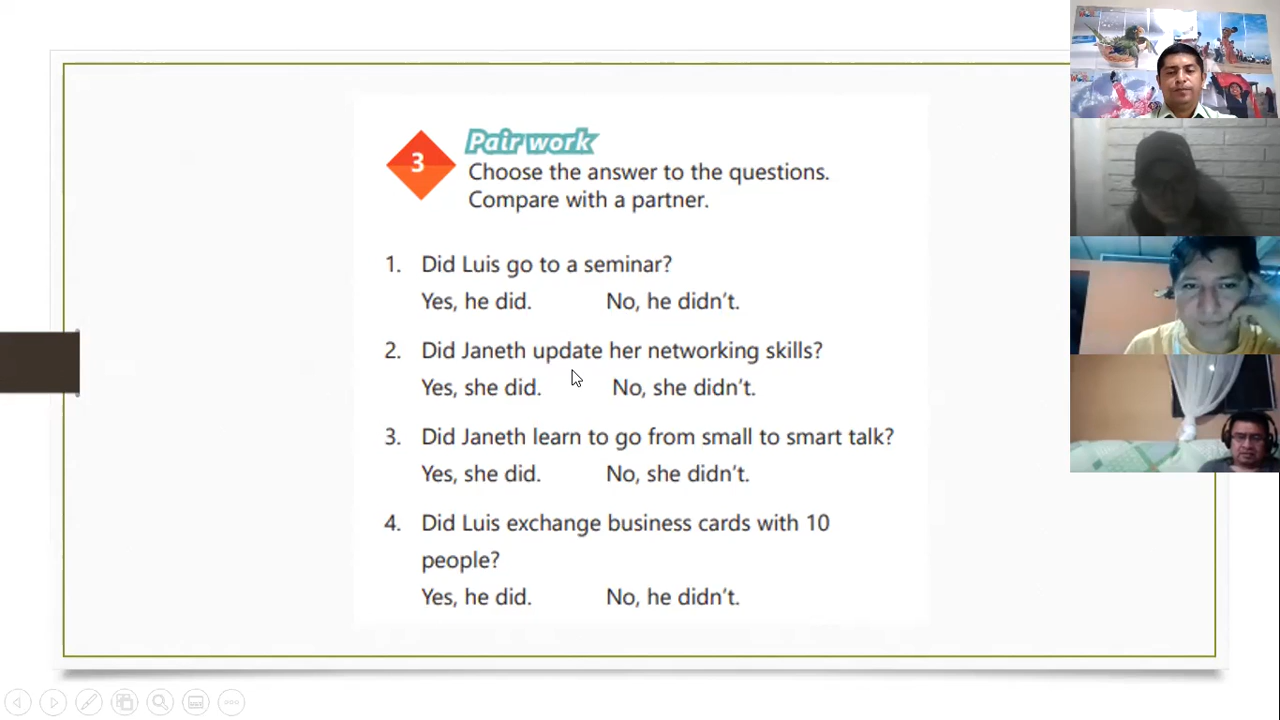 3
Pair work
Choose the answer to the questions.
Compare with a partner.
1. Did Luis go to a seminar?
Yes, he did. No, he didn't.
2. Did Janeth update her networking skills?
Yes, she did. No, she didn't.
3. Did Janeth learn to go from small to smart talk?
Yes, she did. No, she didn't.
4. Did Luis exchange business cards with 10
people?
Yes, he did. No, he didn't.